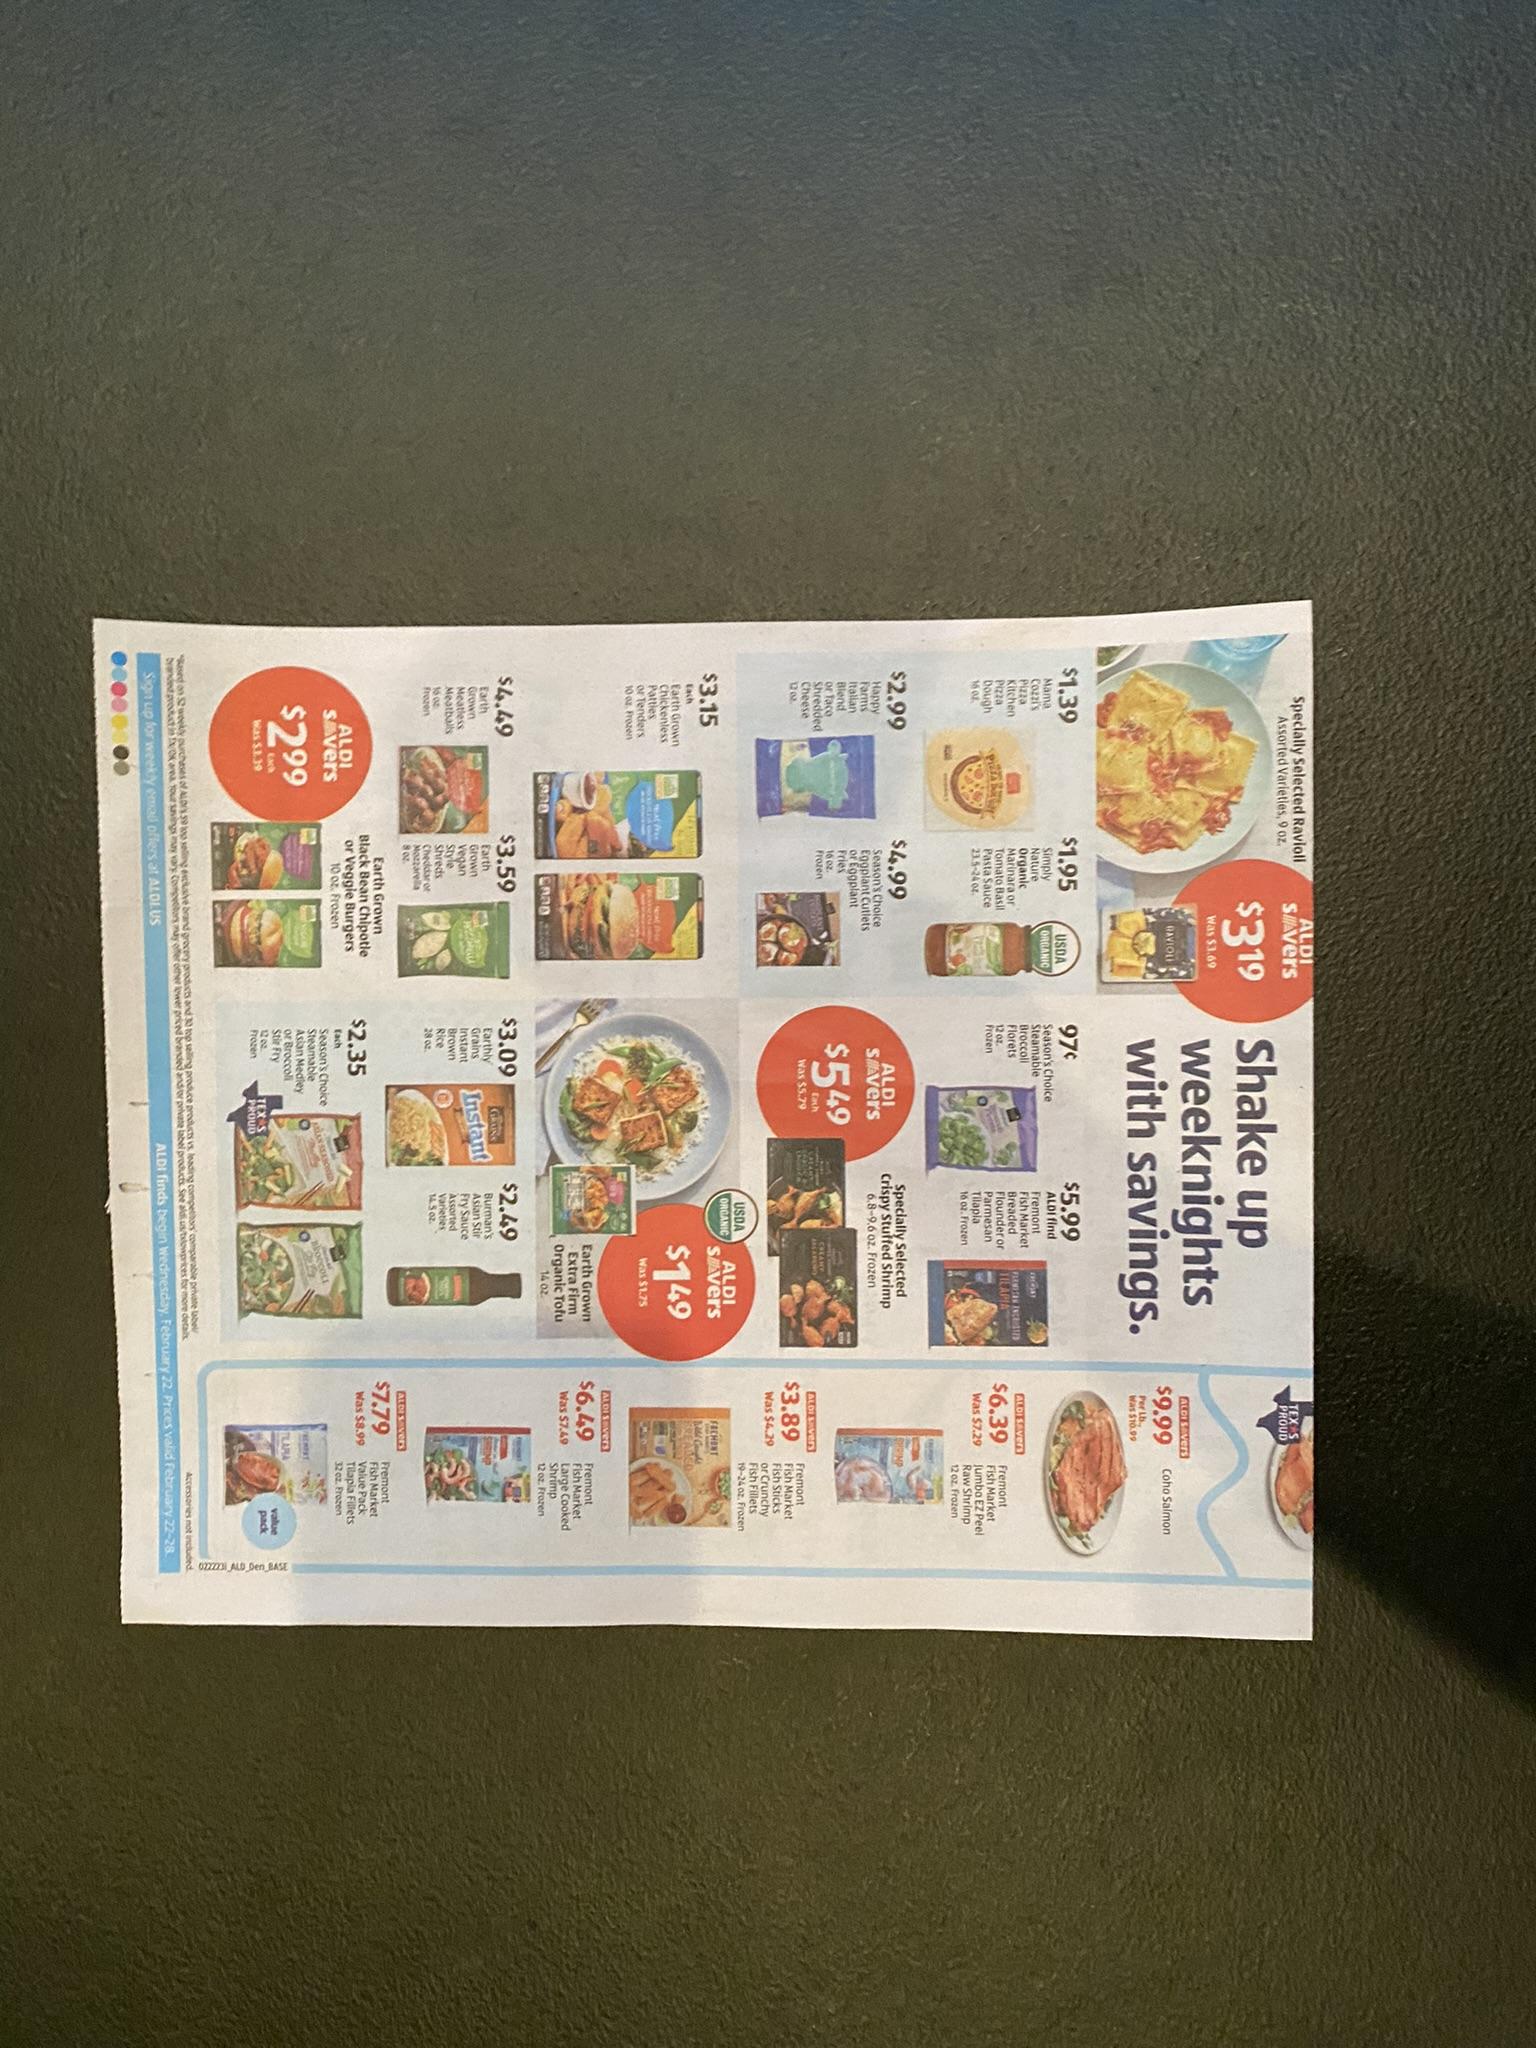 Specially Selected Ravioli
Assorted Varieties, 9 oz.
ALDI
Savers
$3.19
Was $3.69
RAVIOLI
Shake up
weeknights
with savings.
$1.39
Mama
Cozzi's
Pizza
Kitchen
Pizza
Dough
16 oz.
$1.95
Simply
Nature
Organic
Marinara or
Tomato Basil
Pasta Sauce
23.5-24 oz.
USDA
ORGANIC
$2.99
Happy
Farms
Italian
Blend
or Taco
Shredded
Cheese
12 oz.
$4.99
Season's Choice
Eggplant Cutlets
or Eggplant
Fries
16 oz.
Frozen
97¢
Season's Choice
Steamable
Broccoli
Florets
12 oz.
Frozen
$5.99
ALDI find
Fremont
Fish Market
Breaded
Flounder or
Parmesan
Tilapia
16 oz. Frozen
TILAPIA
ALDI
Savers
$5.49
Each
Was $5.79
Specially Selected
Crispy Stuffed Shrimp
6.8-9.6 oz. Frozen
$3.15
Each
Earth Grown
Chickenless
Patties
or Tenders
10 oz. Frozen
$4.49
Earth
Grown
Meatless
Meatballs
16 oz.
Frozen
$3.59
Earth
Grown
Vegan
Style
Shreds
Cheddar or
Mozzarella
8 oz.
ALDI
Savers
$2.99
Each
Was $3.39
Earth Grown
Black Bean Chipotle
or Veggie Burgers
10 oz. Frozen
USDA
ORGANIC
ALDI
Savers
$1.49
Was $1.75
Earth Grown
Extra Firm
Organic Tofu
14 oz.
$3.09
Earthly
Grains
Instant
Brown
Rice
28 oz.
Instant
$2.49
Burman's
Asian Stir
Fry Sauce
Assorted
Varieties
14.5 oz.
$2.35
Each
Season's Choice
Steamable
Asian Medley
or Broccoli
Stir Fry
12 oz.
Frozen
TEXAS
PROUD
TEXAS
PROUD
ALDI Savers
$9.99
Per Lb.
Was $10.99
Coho Salmon
ALDI Savers
$6.39
Was $7.29
Fremont
Fish Market
Jumbo EZ Peel
Raw Shrimp
12 oz. Frozen
ALDI Savers
$3.89
Was $4.29
Fremont
Fish Market
Fish Sticks
or Crunchy
Fish Fillets
19-24 oz. Frozen
ALDI Savers
$6.49
Was $7.49
Fremont
Fish Market
Large Cooked
Shrimp
12 oz. Frozen
ALDI Savers
$7.79
Was $8.99
Fremont
Fish Market
Value Pack
Tilapia Fillets
32 oz. Frozen
TILAPIA
value
pack
Accessories not included.
022223i_ALD_Den_BASE
Sign up for weekly email offers at ALDI.US
ALDI finds begin Wednesday, February 22. Prices valid February 22-28.